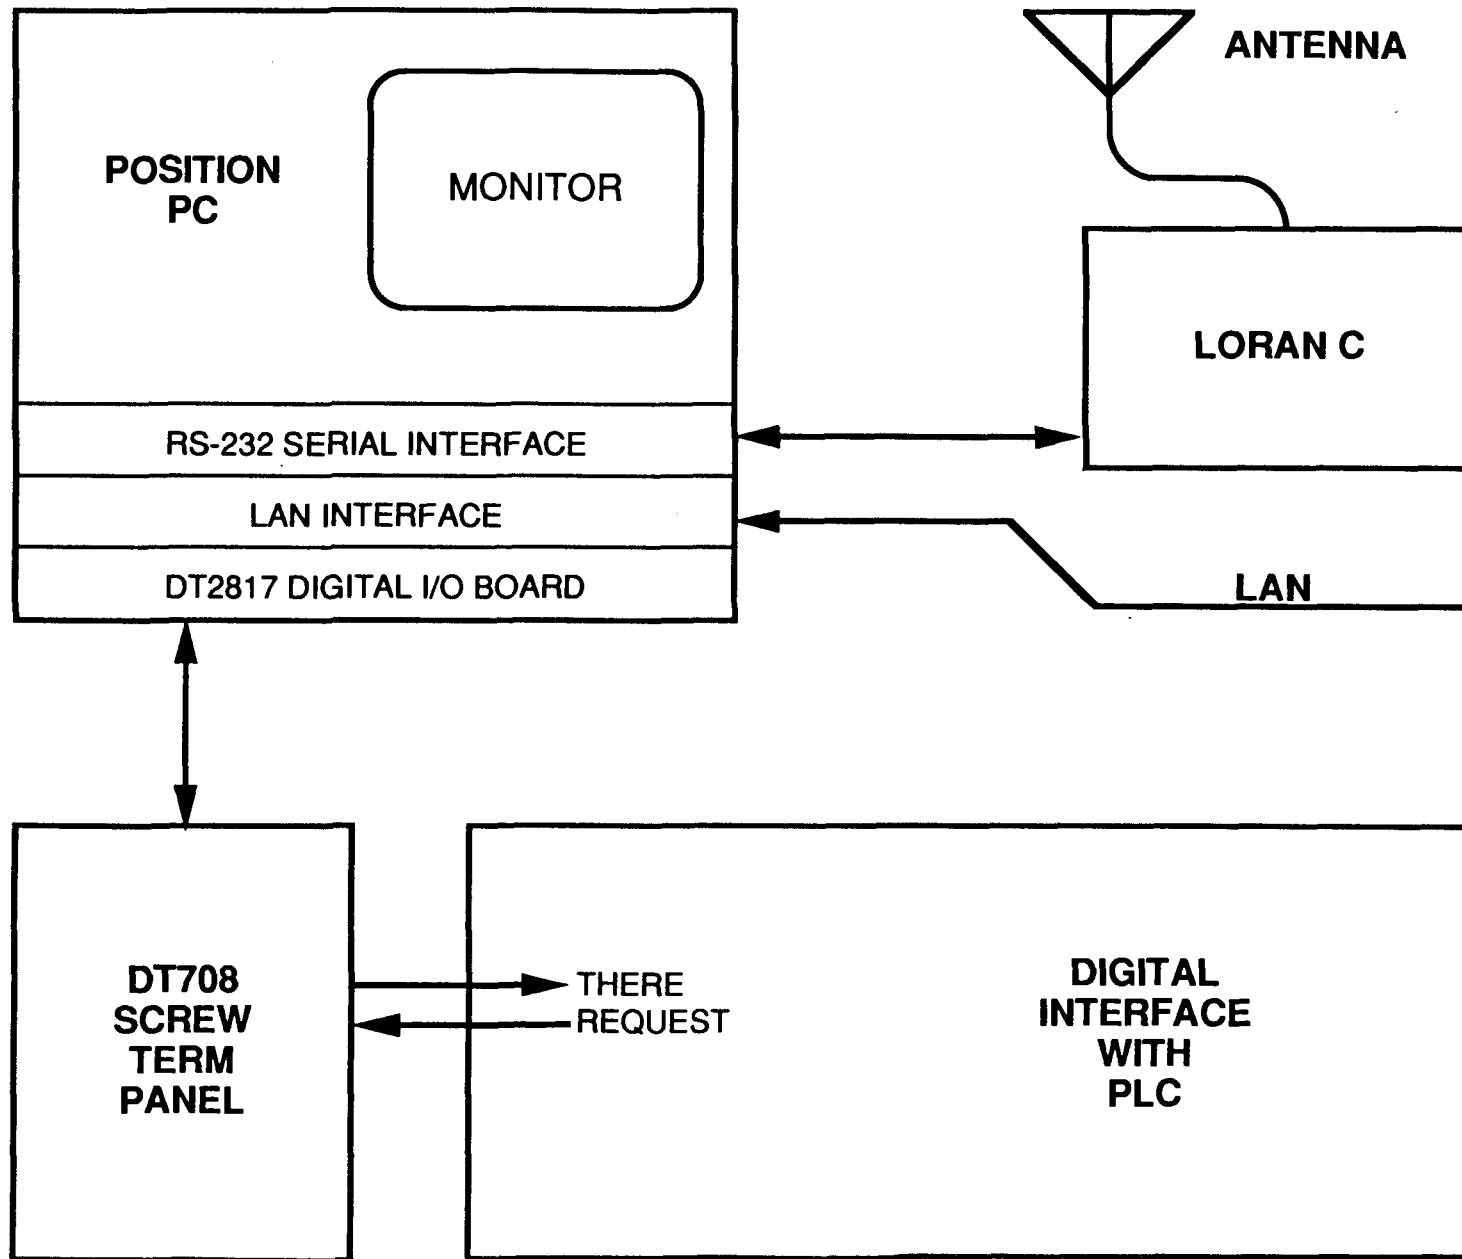 ANTENNA
POSITION
PC
MONITOR
LORAN C
RS-232 SERIAL INTERFACE
LAN INTERFACE
DT2817 DIGITAL I/O BOARD
LAN
DT708
SCREW
TERM
PANEL
THERE
REQUEST
DIGITAL
INTERFACE
WITH
PLC